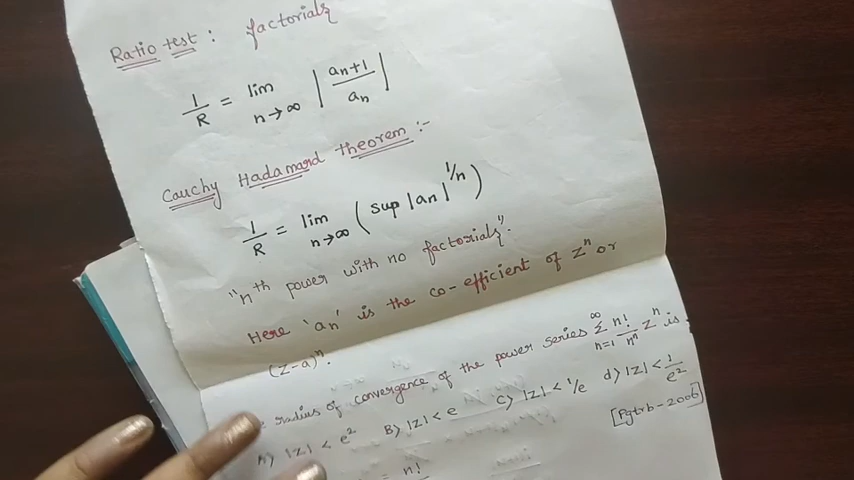 Ratio test : factorials
1/R = lim n→∞ |an+1/an|
Cauchy Hadamard theorem :-
1/R = lim n→∞ (sup |an|^1/n)
"nth power with no factorials".
Here 'an' is the co-efficient of z^n or
(z-a)^n.
radius of convergence of the power series ∞ Σ n=1 n!/n^n z^n is
A) |z| < e^2 B) |z| < e c) |z| < 1/e d) |z| < 1/e^2
[Pgtrb-2006]
= n!